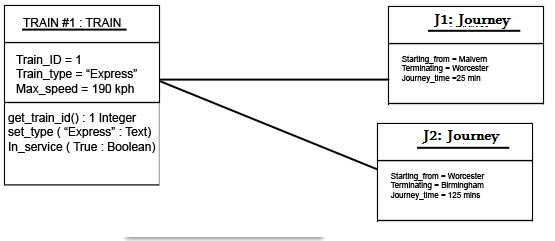 TRAIN #1 : TRAIN
Train_ID = 1
Train_type = “Express”
Max_speed = 190 kph
get_train_id() : 1 Integer
set_type ( “Express” : Text)
In_service ( True : Boolean)
J1: Journey
Starting_from = Malvern
Terminating = Worcester
Journey_time =25 min
J2: Journey
Starting_from = Worcester
Terminating = Birmingham
Journey_time = 125 mins